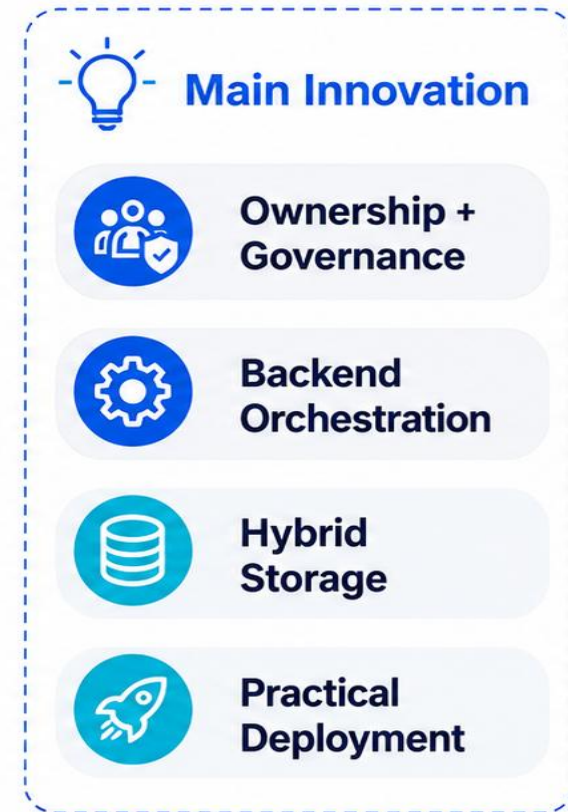 Main Innovation
Ownership +
Governance
Backend
Orchestration
Hybrid
Storage
Practical
Deployment